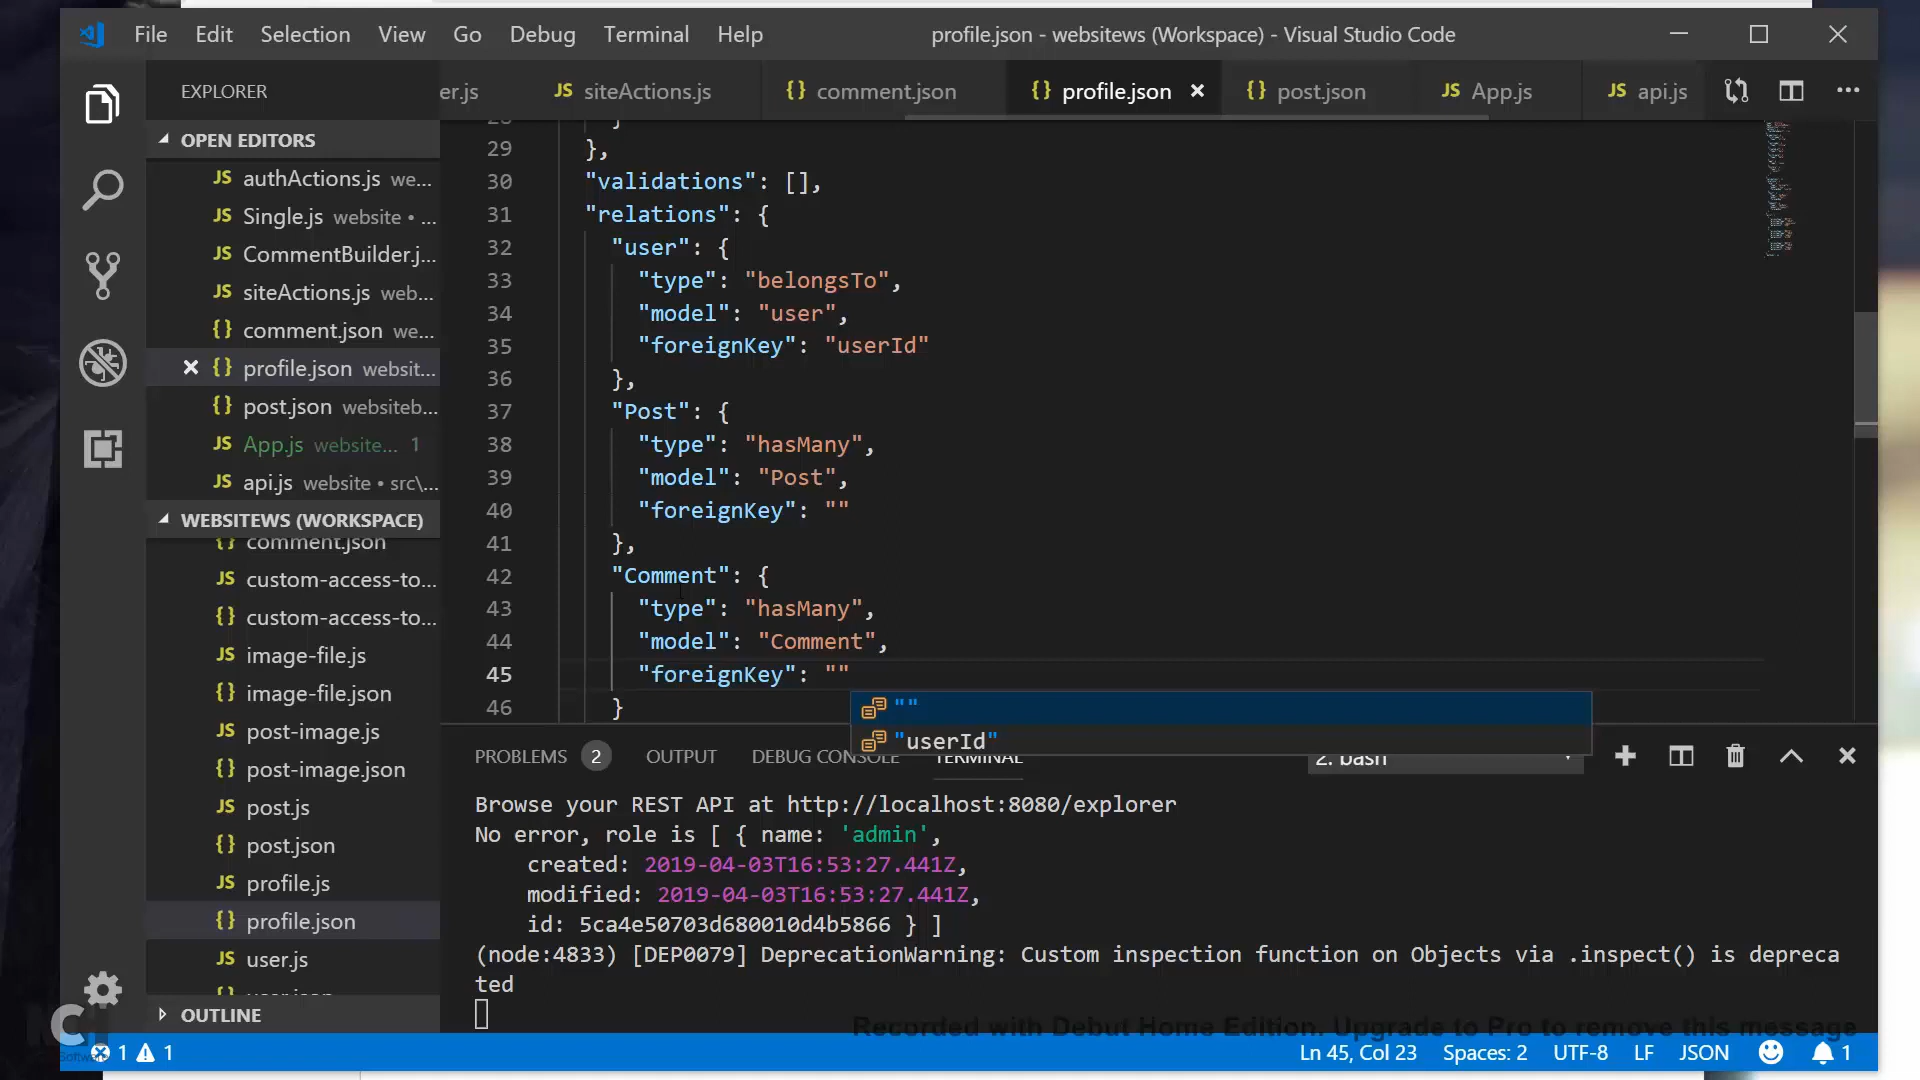 File Edit Selection View Go Debug Terminal Help profile.json - websitews (Workspace) - Visual Studio Code
EXPLORER
er.js JS siteActions.js {} comment.json {} profile.json × {} post.json JS App.js JS api.js ...
OPEN EDITORS
JS authActions.js we...
JS Single.js website • ...
JS CommentBuilder.j...
JS siteActions.js web...
{} comment.json we...
× {} profile.json websit...
{} post.json websiteb...
JS App.js website... 1
JS api.js website • src\...
WEBSITEWS (WORKSPACE)
{} comment.json
JS custom-access-to...
{} custom-access-to...
JS image-file.js
{} image-file.json
JS post-image.js
{} post-image.json
JS post.js
{} post.json
JS profile.js
{} profile.json
JS user.js
{} user.json
OUTLINE
28 }
29 },
30 "validations": [],
31 "relations": {
32 "user": {
33 "type": "belongsTo",
34 "model": "user",
35 "foreignKey": "userId"
36 },
37 "Post": {
38 "type": "hasMany",
39 "model": "Post",
40 "foreignKey": ""
41 },
42 "Comment": {
43 "type": "hasMany",
44 "model": "Comment",
45 "foreignKey": ""
46 }
""
"userId"
PROBLEMS 2 OUTPUT DEBUG CONSOLE TERMINAL 2: bash
Browse your REST API at http://localhost:8080/explorer
No error, role is [ { name: 'admin',
created: 2019-04-03T16:53:27.441Z,
modified: 2019-04-03T16:53:27.441Z,
id: 5ca4e50703d680010d4b5866 } ]
(node:4833) [DEP0079] DeprecationWarning: Custom inspection function on Objects via .inspect() is depreca
ted
Recorded with Debut Home Edition. Upgrade to Pro to remove this message
NCH
Software
1 1 Ln 45, Col 23 Spaces: 2 UTF-8 LF JSON 1